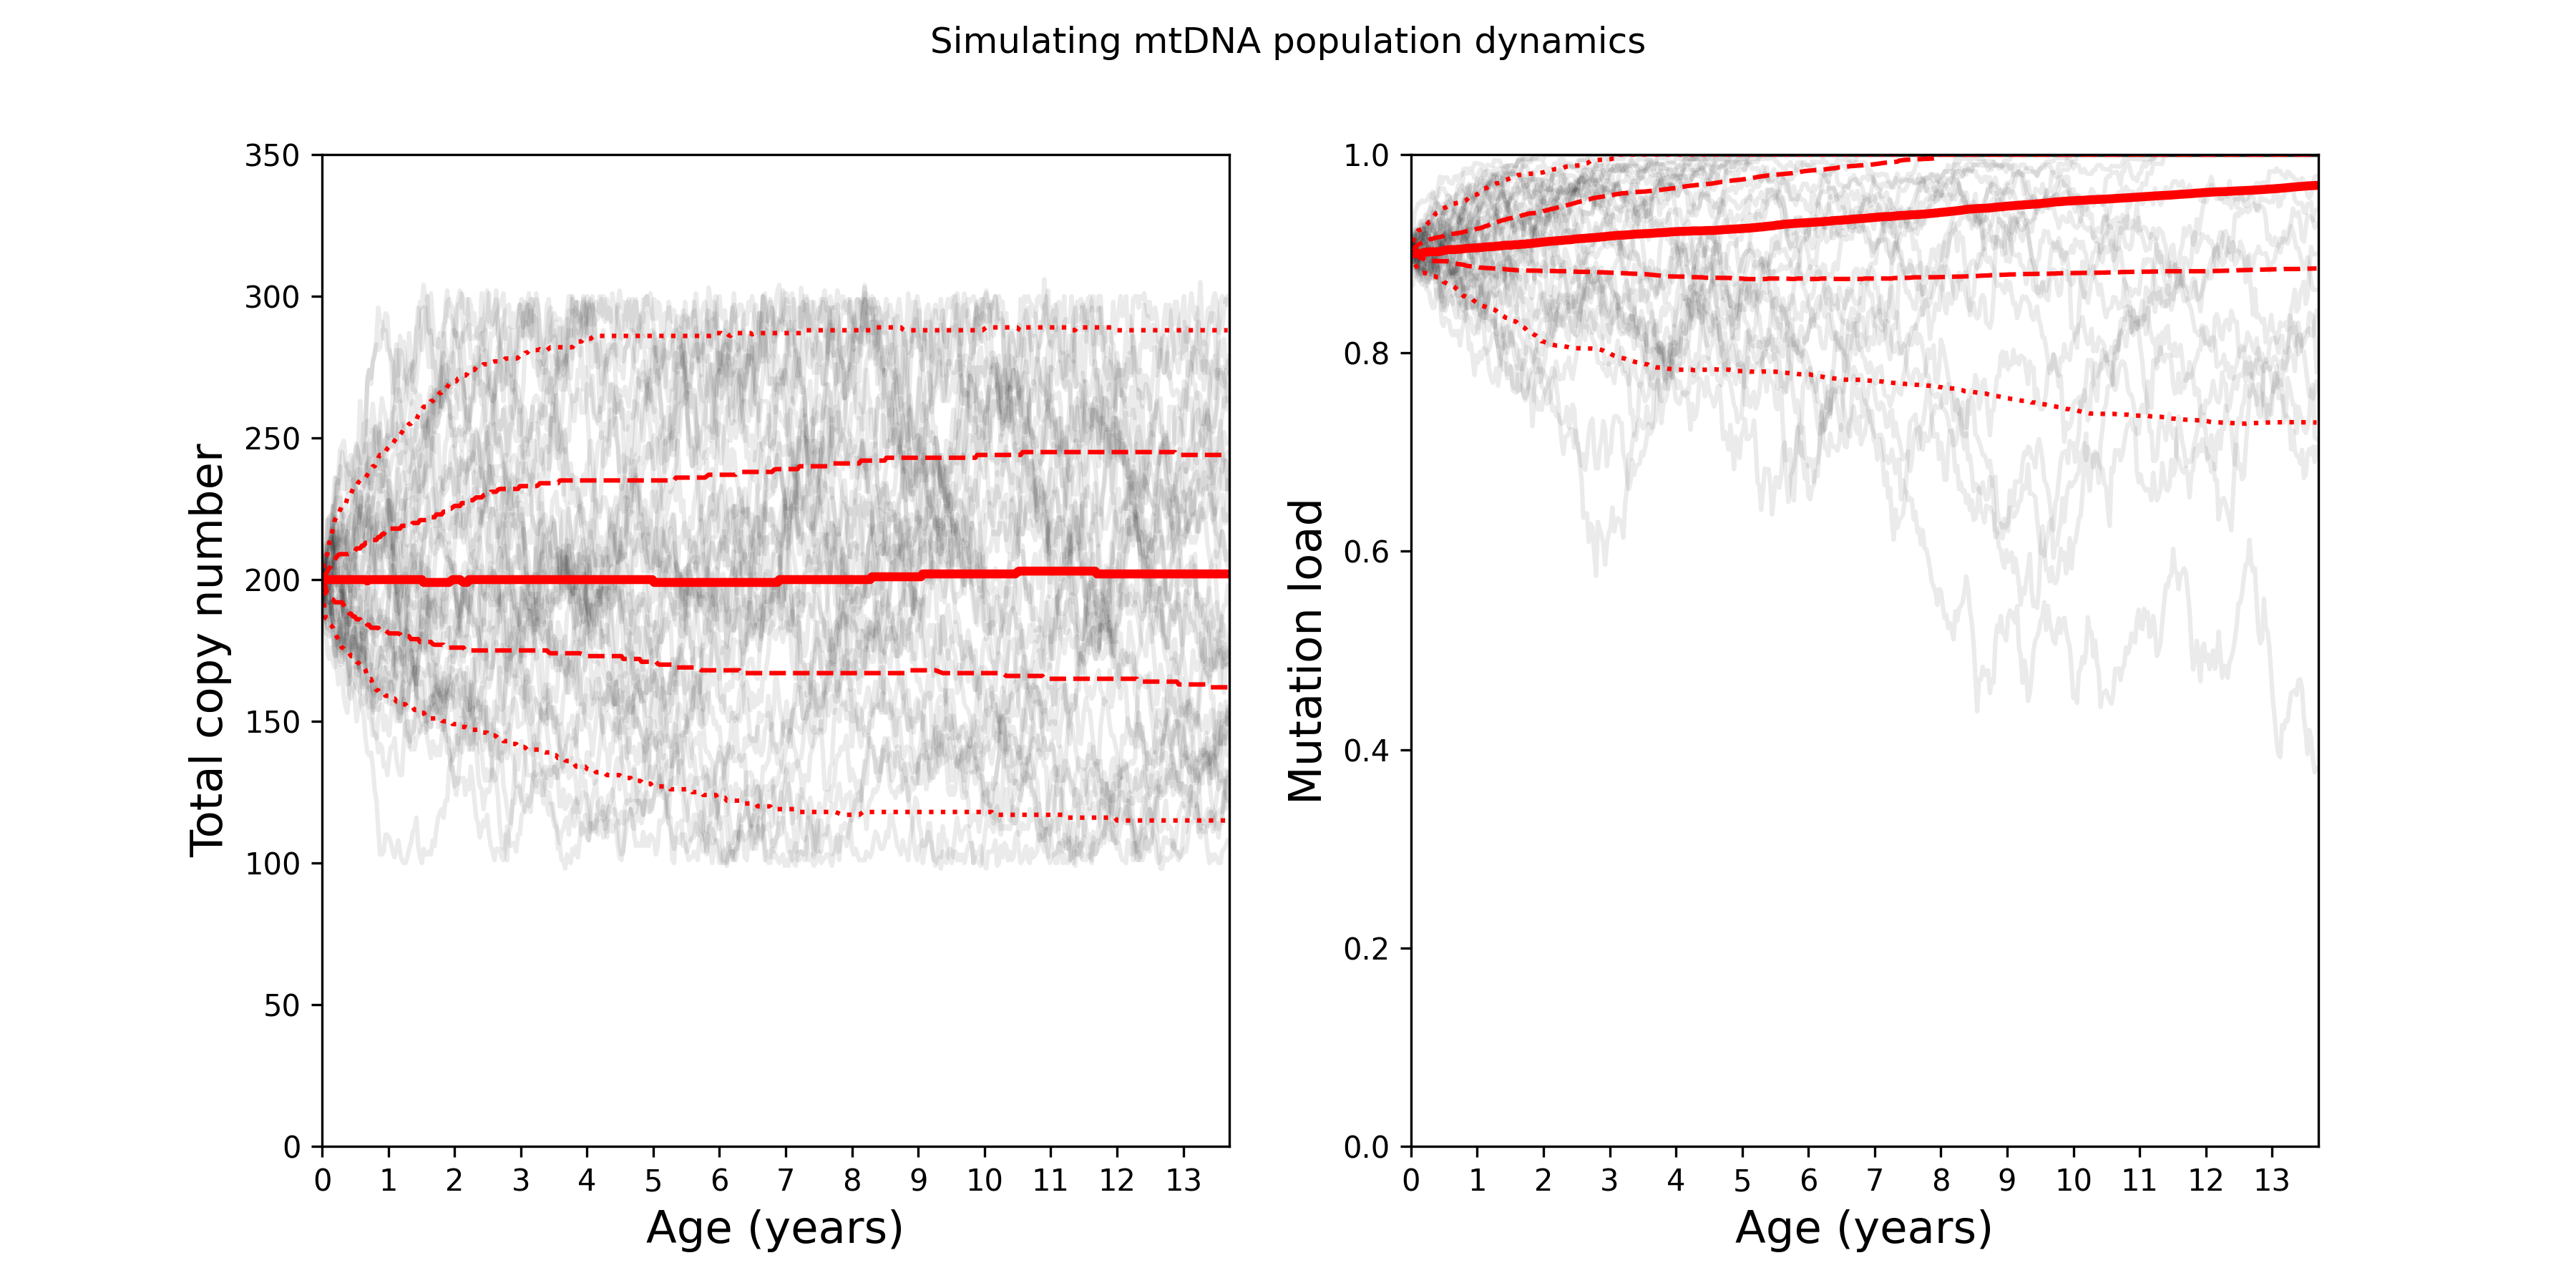 Simulating mtDNA population dynamics
Total copy number
350
300
250
200
150
100
50
0
0 1 2 3 4 5 6 7 8 9 10 11 12 13
Age (years)
Mutation load
1.0
0.8
0.6
0.4
0.2
0.0
0 1 2 3 4 5 6 7 8 9 10 11 12 13
Age (years)